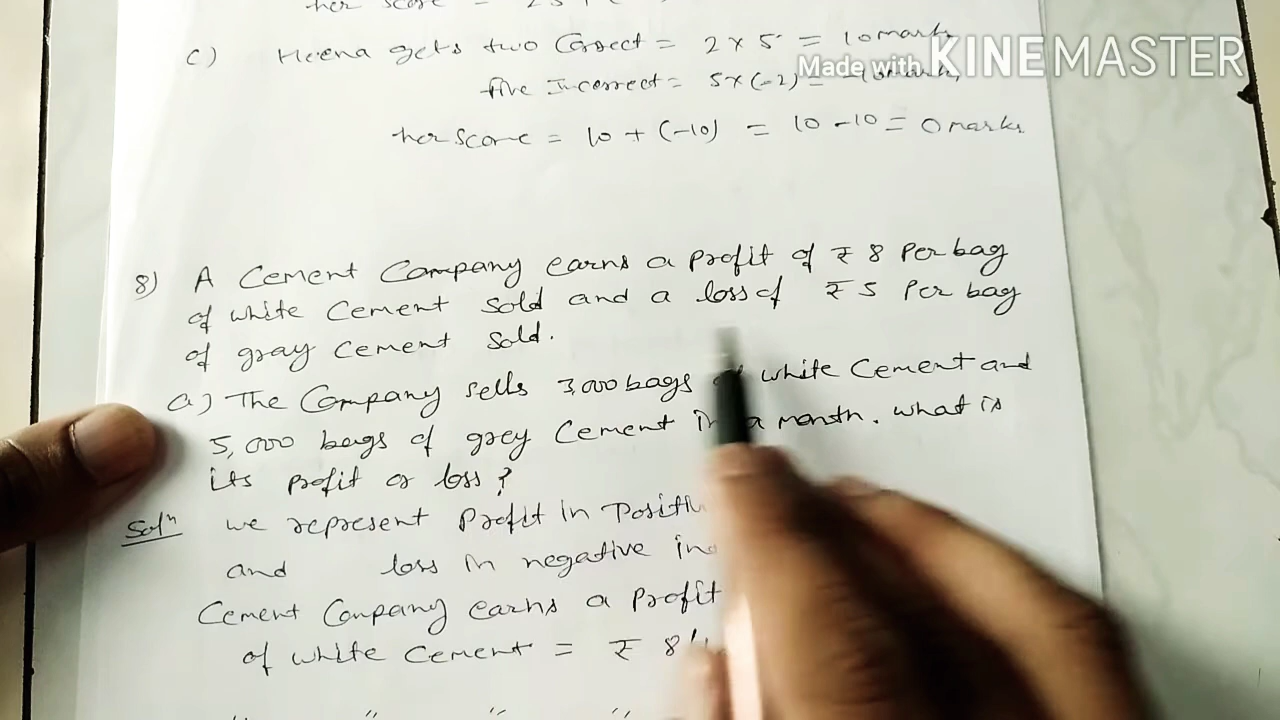 her score =
c) Heena gets two Correct = 2 x 5 = 10 marks
Made with KINEMASTER
five Incorrect = 5x(-2) =
her score = 10 + (-10) = 10 -10 = 0 marks
8) A Cement Company earns a profit of ₹ 8 Per bag
of white Cement sold and a loss of ₹ 5 Per bag
of gray Cement sold.
a) The Company sells 3,000 bags white Cement and
5,000 bags of grey Cement in a month. what is
its profit or loss?
Solⁿ we represent Profit in
and loss in negative
Cement Company earns a Profit
of white Cement = ₹ 8
" " " "